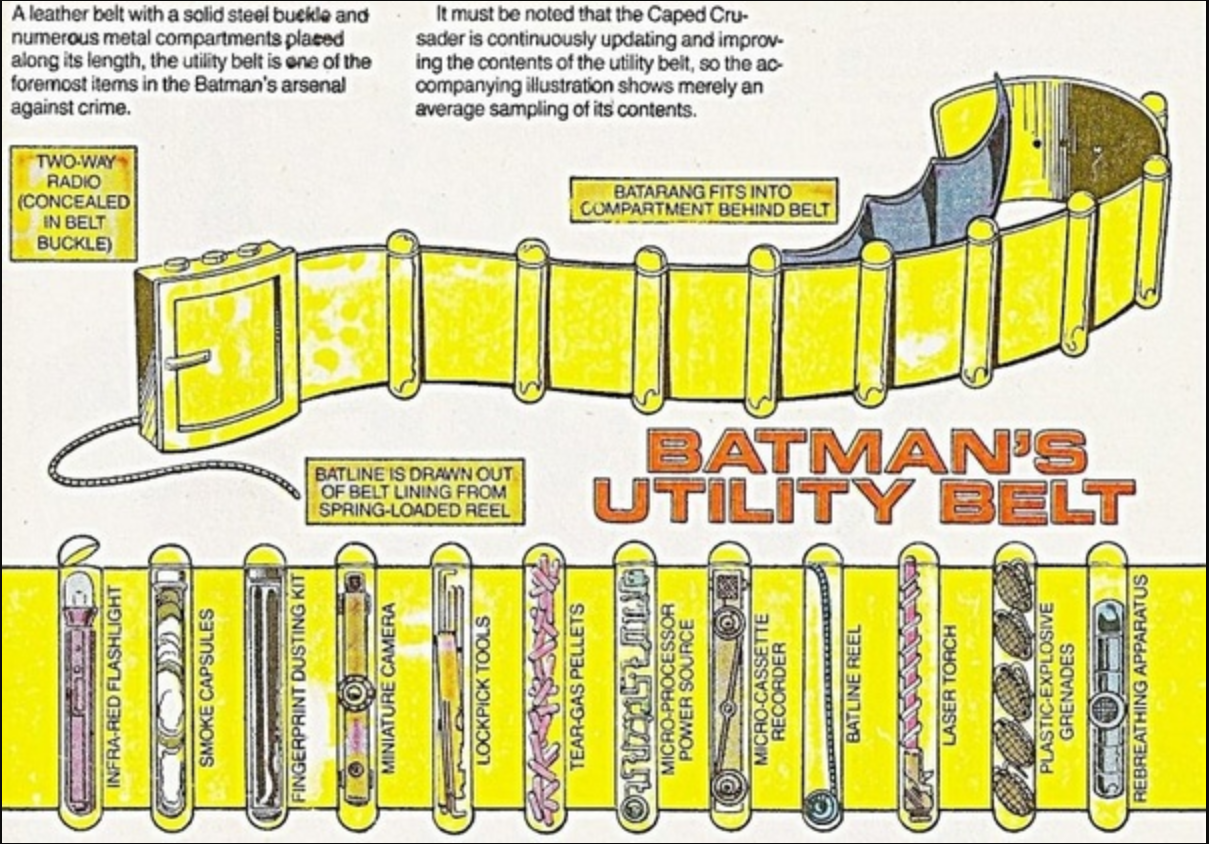 A leather belt with a solid steel buckle and
numerous metal compartments placed
along its length, the utility belt is one of the
foremost items in the Batman's arsenal
against crime.
It must be noted that the Caped Cru-
sader is continuously updating and improv-
ing the contents of the utility belt, so the ac-
companying illustration shows merely an
average sampling of its contents.
TWO-WAY
RADIO
(CONCEALED
IN BELT
BUCKLE)
BATARANG FITS INTO
COMPARTMENT BEHIND BELT
BATLINE IS DRAWN OUT
OF BELT LINING FROM
SPRING-LOADED REEL
BATMAN'S
UTILITY BELT
INFRA-RED FLASHLIGHT
SMOKE CAPSULES
FINGERPRINT DUSTING KIT
MINIATURE CAMERA
LOCKPICK TOOLS
TEAR-GAS PELLETS
MICRO-PROCESSOR
POWER SOURCE
MICRO-CASSETTE
RECORDER
BATLINE REEL
LASER TORCH
PLASTIC-EXPLOSIVE
GRENADES
REBREATHING APPARATUS